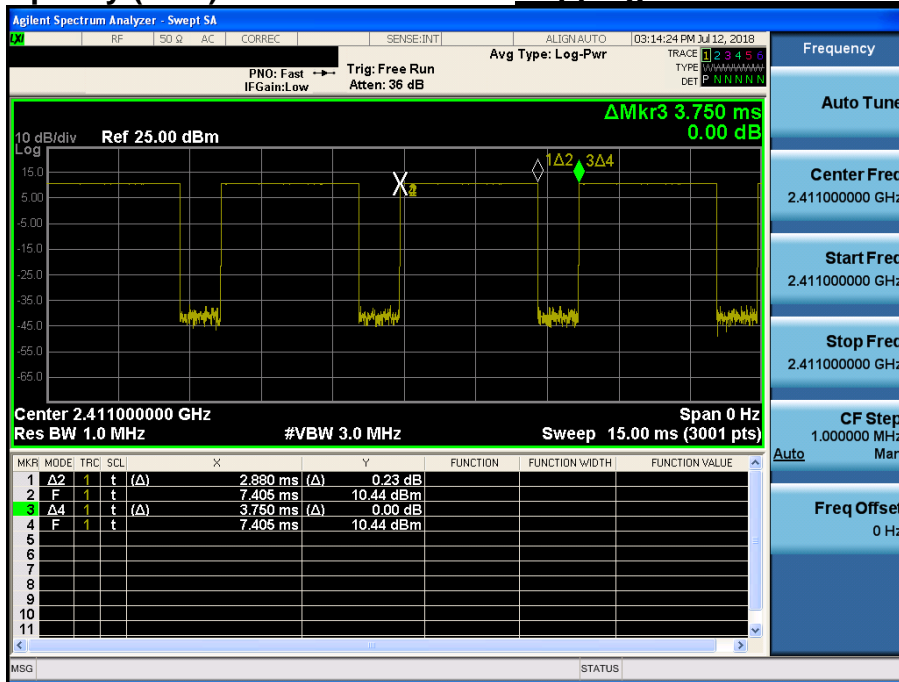 Agilent Spectrum Analyzer - Swept SA
LXI RF 50 Ω AC CORREC SENSE:INT ALIGN AUTO 03:14:24 PM Jul 12, 2018
Avg Type: Log-Pwr TRACE 1 2 3 4 5 6
PNO: Fast Trig: Free Run TYPE WWWWWW
IFGain:Low Atten: 36 dB DET P N N N N N
ΔMkr3 3.750 ms
0.00 dB
10 dB/div Ref 25.00 dBm
Log
15.0
5.00
-5.00
-15.0
-25.0
-35.0
-45.0
-55.0
-65.0
1Δ2 3Δ4
X
Center 2.411000000 GHz Span 0 Hz
Res BW 1.0 MHz #VBW 3.0 MHz Sweep 15.00 ms (3001 pts)
MKR MODE TRC SCL X Y FUNCTION FUNCTION WIDTH FUNCTION VALUE
1 Δ2 1 t (Δ) 2.880 ms (Δ) 0.23 dB
2 F 1 t 7.405 ms 10.44 dBm
3 Δ4 1 t (Δ) 3.750 ms (Δ) 0.00 dB
4 F 1 t 7.405 ms 10.44 dBm
5
6
7
8
9
10
11
MSG STATUS
Frequency
Auto Tune
Center Freq
2.411000000 GHz
Start Freq
2.411000000 GHz
Stop Freq
2.411000000 GHz
CF Step
1.000000 MHz
Auto Man
Freq Offset
0 Hz